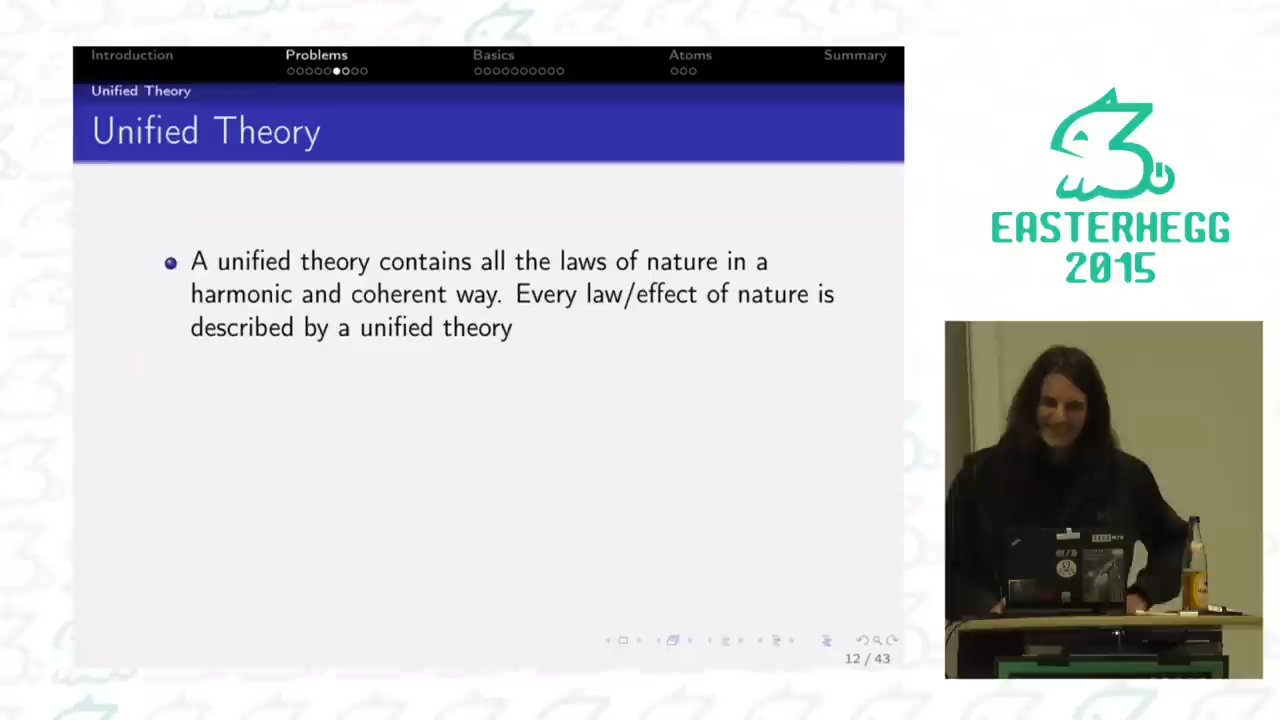 Introduction Problems Basics Atoms Summary
Unified Theory
Unified Theory
A unified theory contains all the laws of nature in a
harmonic and coherent way. Every law/effect of nature is
described by a unified theory
12 / 43
EASTERHEGG
2015